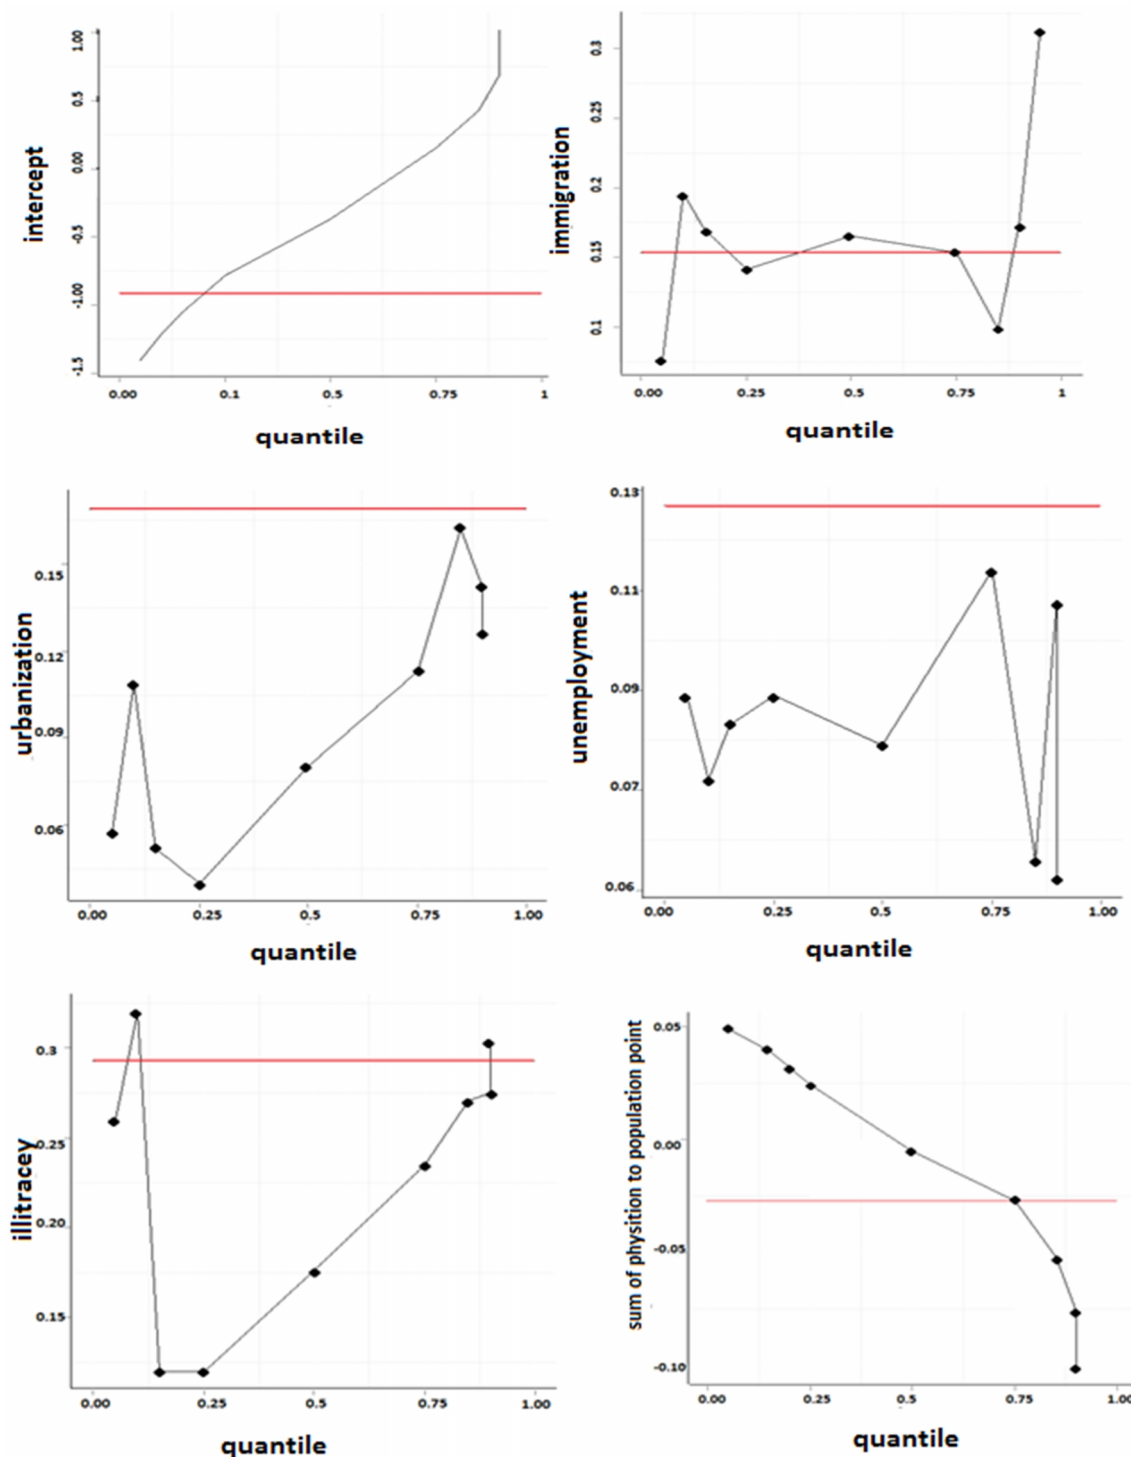 intercept
1.00
0.5
0.00
-0.5
-1.00
-1.5
0.00 0.1 0.5 0.75 1
quantile
immigration
0.3
0.25
0.2
0.15
0.1
0.00 0.25 0.5 0.75 1
quantile
urbanization
0.15
0.12
0.09
0.06
0.00 0.25 0.5 0.75 1.00
quantile
unemployment
0.13
0.11
0.09
0.07
0.06
0.00 0.25 0.5 0.75 1.00
quantile
illitracey
0.3
0.25
0.20
0.15
0.00 0.25 0.5 0.75 1.00
quantile
sum of physition to population point
0.05
0.00
-0.05
-0.10
0.00 0.25 0.5 0.75 1.00
quantile